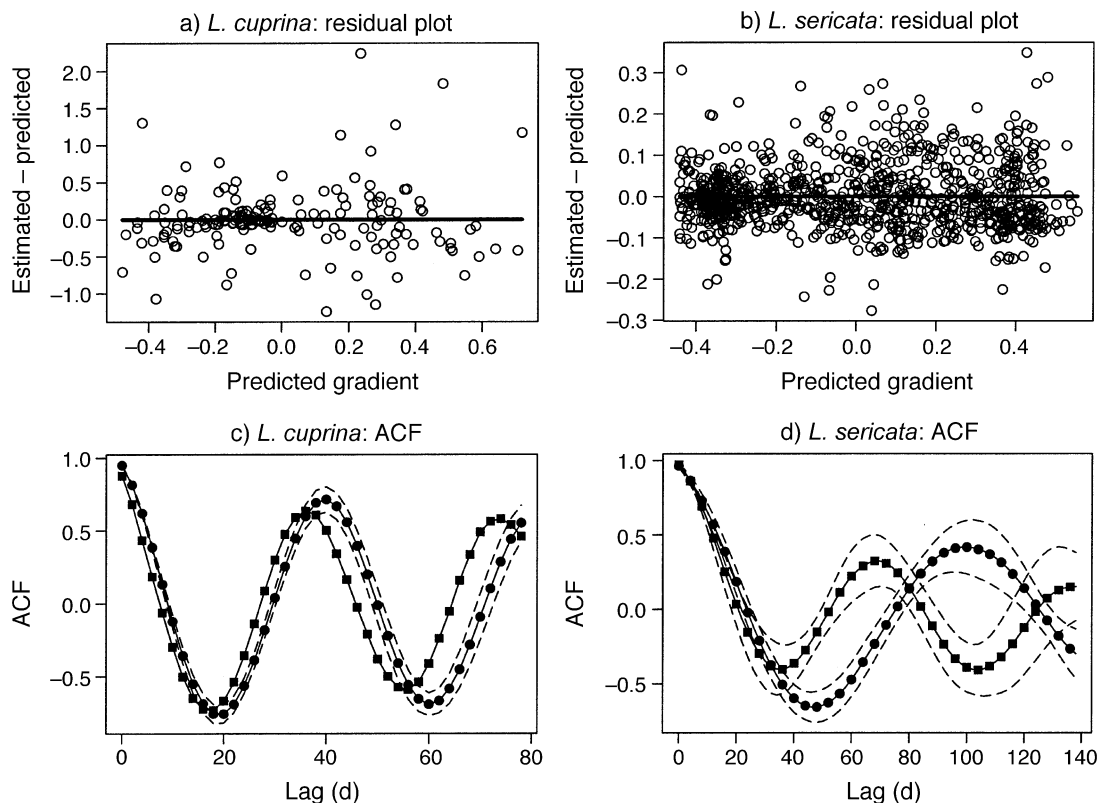 a) L. cuprina: residual plot
Estimated – predicted
2.0
1.5
1.0
0.5
0.0
–0.5
–1.0
–0.4 –0.2 0.0 0.2 0.4 0.6
Predicted gradient
b) L. sericata: residual plot
Estimated – predicted
0.3
0.2
0.1
0.0
–0.1
–0.2
–0.3
–0.4 –0.2 0.0 0.2 0.4
Predicted gradient
c) L. cuprina: ACF
ACF
1.0
0.5
0.0
–0.5
0 20 40 60 80
Lag (d)
d) L. sericata: ACF
ACF
1.0
0.5
0.0
–0.5
0 20 40 60 80 100 120 140
Lag (d)